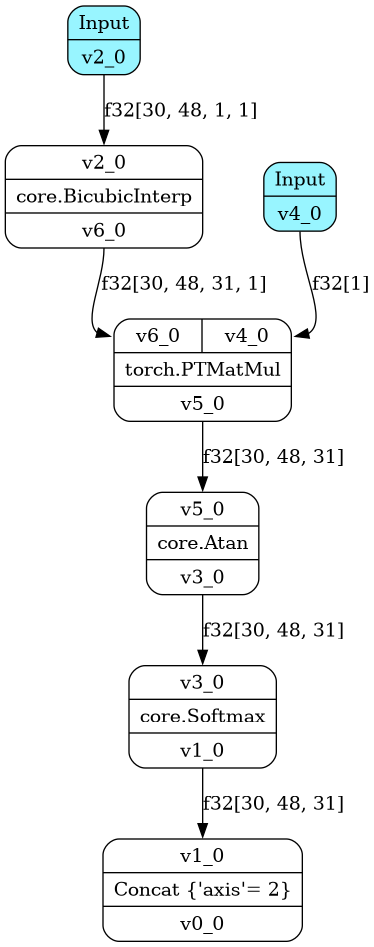 Input
v2_0
f32[30, 48, 1, 1]
v2_0
core.BicubicInterp
v6_0
Input
v4_0
f32[30, 48, 31, 1]
f32[1]
v6_0 v4_0
torch.PTMatMul
v5_0
f32[30, 48, 31]
v5_0
core.Atan
v3_0
f32[30, 48, 31]
v3_0
core.Softmax
v1_0
f32[30, 48, 31]
v1_0
Concat {'axis'= 2}
v0_0